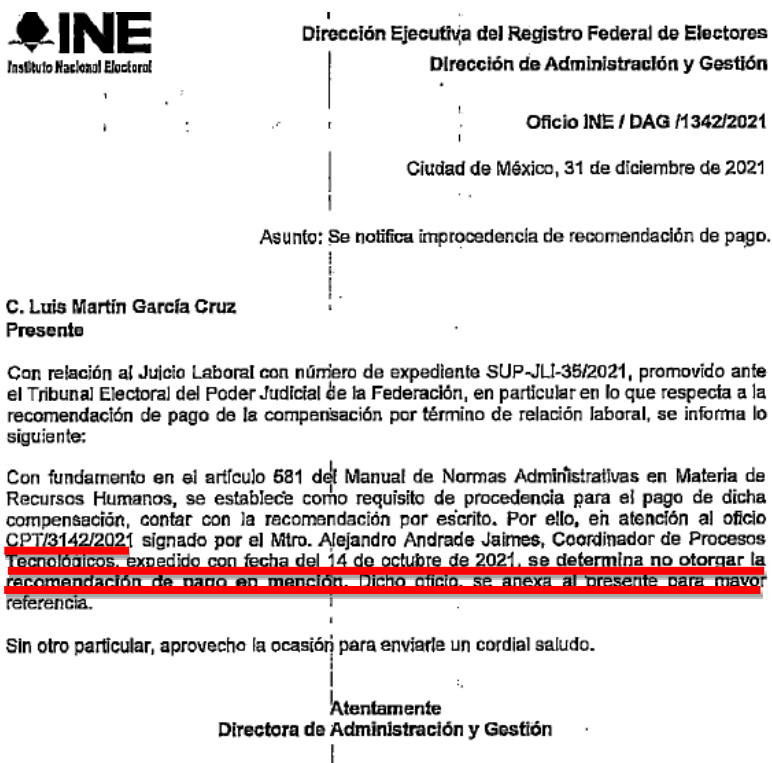 INE
Instituto Nacional Electoral
Dirección Ejecutiva del Registro Federal de Electores
Dirección de Administración y Gestión
Oficio INE / DAG /1342/2021
Ciudad de México, 31 de diciembre de 2021
Asunto: Se notifica improcedencia de recomendación de pago.
C. Luis Martín García Cruz
Presente
Con relación al Juicio Laboral con número de expediente SUP-JLI-35/2021, promovido ante
el Tribunal Electoral del Poder Judicial de la Federación, en particular en lo que respecta a la
recomendación de pago de la compensación por término de relación laboral, se informa lo
siguiente:
Con fundamento en el artículo 581 del Manual de Normas Administrativas en Materia de
Recursos Humanos, se establece como requisito de procedencia para el pago de dicha
compensación, contar con la recomendación por escrito. Por ello, en atención al oficio
CPT/3142/2021 signado por el Mtro. Alejandro Andrade Jaimes, Coordinador de Procesos
Tecnológicos, expedido con fecha del 14 de octubre de 2021, se determina no otorgar la
recomendación de pago en mención. Dicho oficio, se anexa al presente para mayor
referencia.
Sin otro particular, aprovecho la ocasión para enviarle un cordial saludo.
Atentamente
Directora de Administración y Gestión